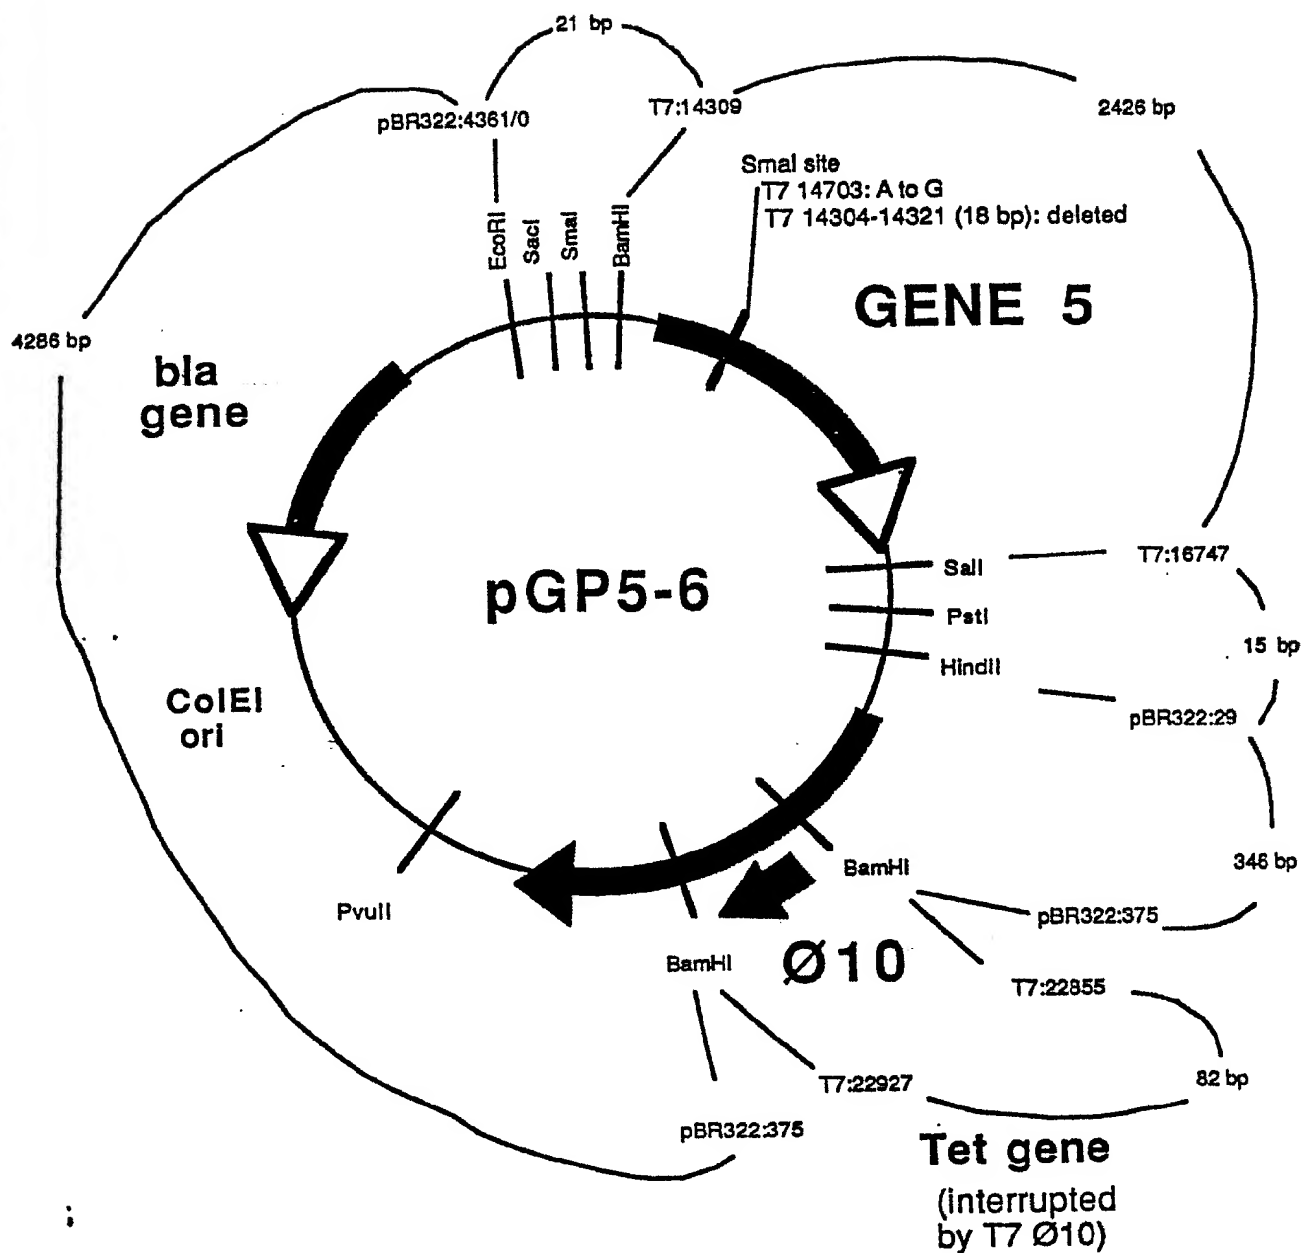 21 bp
pBR322:4361/0
T7:14309
2426 bp
SmaI site
T7 14703: A to G
T7 14304-14321 (18 bp): deleted
EcoRI
SacI
SmaI
BamHI
GENE 5
4286 bp
bla
gene
pGP5-6
SalI
T7:16747
PstI
15 bp
HindII
ColEI
ori
pBR322:29
346 bp
BamHI
PvuII
pBR322:375
BamHI
Ø10
T7:22855
T7:22927
82 bp
pBR322:375
Tet gene
(interrupted
by T7 Ø10)
;